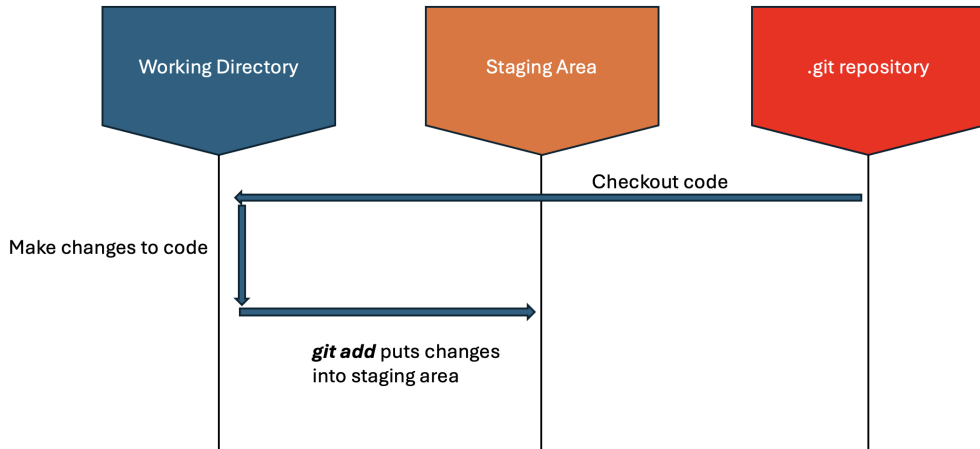 Working Directory
Staging Area
.git repository
Checkout code
Make changes to code
git add puts changes
into staging area